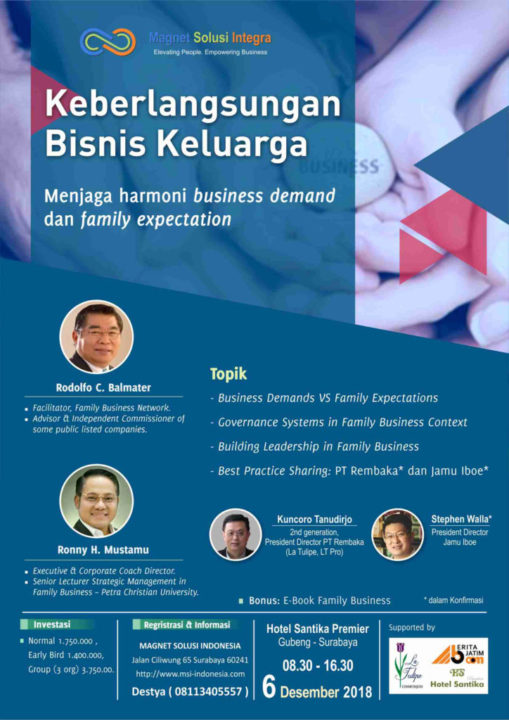 Magnet Solusi Integra
Elevating People. Empowering Business
Keberlangsungan
Bisnis Keluarga
BUSINESS
Menjaga harmoni business demand
dan family expectation
Rodolfo C. Balmater
Facilitator, Family Business Network.
Advisor & Independent Commissioner of
some public listed companies.
Ronny H. Mustamu
Executive & Corporate Coach Director.
Senior Lecturer Strategic Management in
Family Business – Petra Christian University.
Topik
- Business Demands VS Family Expectations
- Governance Systems in Family Business Context
- Building Leadership in Family Business
- Best Practice Sharing: PT Rembaka* dan Jamu Iboe*
Kuncoro Tanudirjo
2nd generation,
President Director PT Rembaka
(La Tulipe, LT Pro)
Stephen Walla*
President Director
Jamu Iboe
Bonus: E-Book Family Business
* dalam Konfirmasi
Investasi
Normal 1.750.000 ,
Early Bird 1.400.000,
Group (3 org) 3.750.00.
Regristrasi & Informasi
MAGNET SOLUSI INDONESIA
Jalan Ciliwung 65 Surabaya 60241
http://www.msi-indonesia.com
Destya ( 08113405557 )
Hotel Santika Premier
Gubeng - Surabaya
08.30 - 16.30
6 Desember 2018
Supported by
La Tulipe
BERITA
JATIM
.COM
Hotel Santika